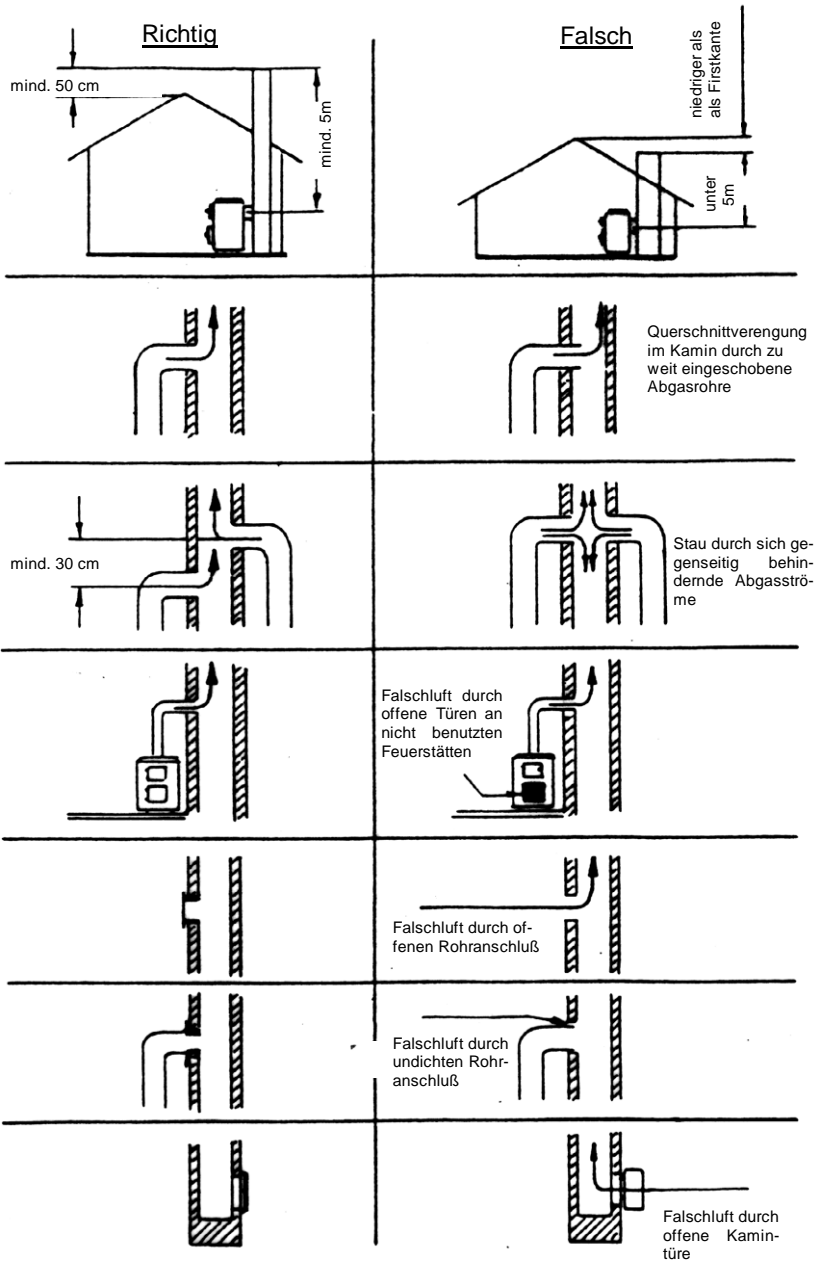 Richtig
Falsch
mind. 50 cm
mind. 5m
niedriger als
als Firstkante
unter
5m
Querschnittverengung
im Kamin durch zu
weit eingeschobene
Abgasrohre
mind. 30 cm
Stau durch sich ge-
genseitig behin-
dernde Abgasströ-
me
Falschluft durch
offene Türen an
nicht benutzten
Feuerstätten
Falschluft durch of-
fenen Rohranschluß
Falschluft durch
undichten Rohr-
anschluß
Falschluft durch
offene Kamin-
türe